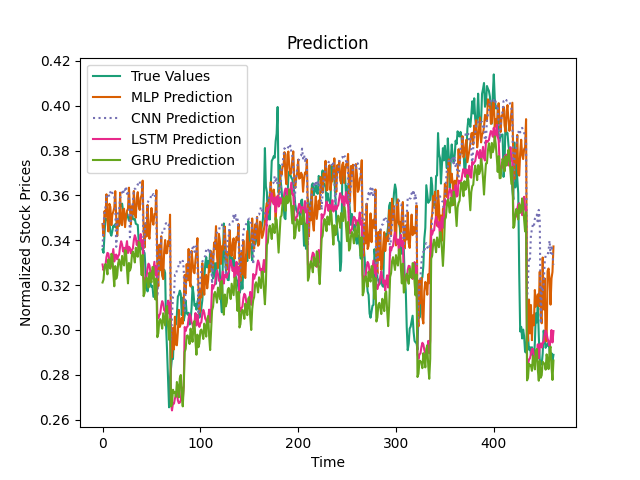 Prediction
True Values
MLP Prediction
CNN Prediction
LSTM Prediction
GRU Prediction
Normalized Stock Prices
0.42
0.40
0.38
0.36
0.34
0.32
0.30
0.28
0.26
0 100 200 300 400
Time